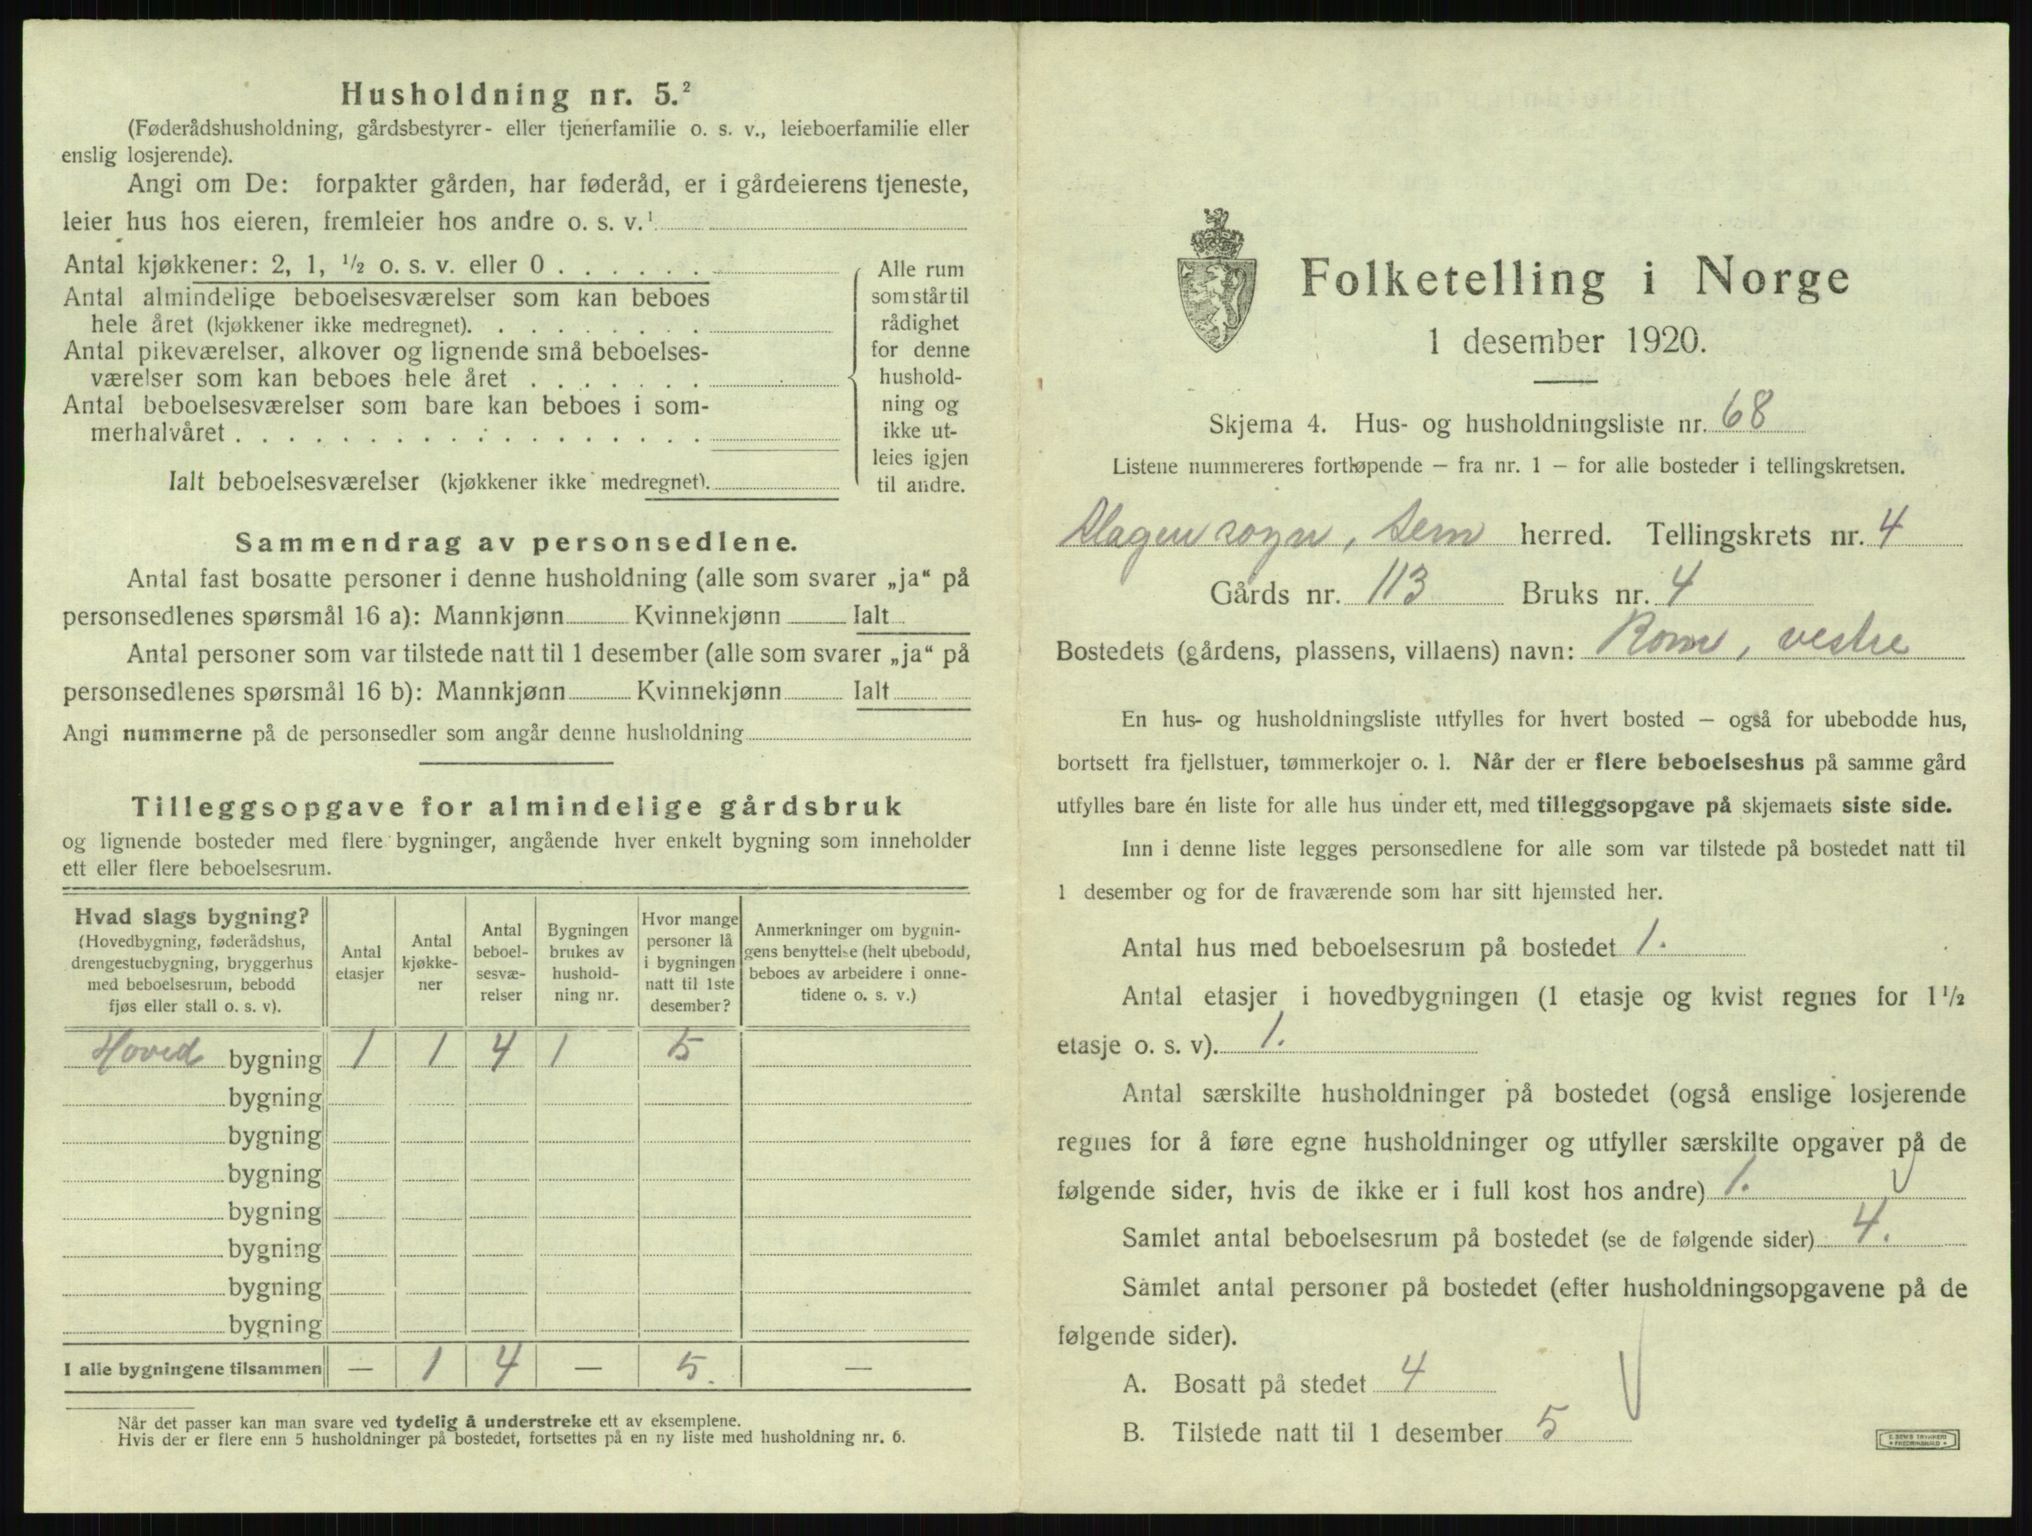 Husholdning nr. 5.²
(Føderådshusholdning, gårdsbestyrer- eller tjenerfamilie o. s. v., leieboerfamilie eller
enslig losjerende).
Angi om De: forpakter gården, har føderåd, er i gårdeierens tjeneste,
leier hus hos eieren, fremleier hos andre o. s. v.¹
Antal kjøkkener: 2, 1, ½ o. s. v. eller 0 . . . . . .
Antal almindelige beboelsesværelser som kan beboes
hele året (kjøkkener ikke medregnet). . . . . . . . .
Antal pikeværelser, alkover og lignende små beboelses-
værelser som kan beboes hele året . . . . . . .
Antal beboelsesværelser som bare kan beboes i som-
merhalvåret . . . . . . . . . . . . . . . . . .
Ialt beboelsesværelser (kjøkkener ikke medregnet).
Alle rum
som står til
rådighet
for denne
hushold-
ning og
ikke ut-
leies igjen
til andre.
Sammendrag av personsedlene.
Antal fast bosatte personer i denne husholdning (alle som svarer „ja“ på
personsedlenes spørsmål 16 a): Mannkjønn Kvinnekjønn Ialt
Antal personer som var tilstede natt til 1 desember (alle som svarer „ja“ på
personsedlenes spørsmål 16 b): Mannkjønn Kvinnekjønn Ialt
Angi nummerne på de personsedler som angår denne husholdning
Tilleggsopgave for almindelige gårdsbruk
og lignende bosteder med flere bygninger, angående hver enkelt bygning som inneholder
ett eller flere beboelsesrum.
Hvad slags bygning?
(Hovedbygning, føderådshus,
drengestuebygning, bryggerhus
med beboelsesrum, bebodd
fjøs eller stall o. s. v).
Antal
etasjer
Antal
kjøkke-
ner
Antal
beboel-
sesvæ-
relser
Bygningen
brukes av
hushold-
ning nr.
Hvor mange
personer lå
i bygningen
natt til 1ste
desember?
Anmerkninger om bygnin-
gens benyttelse (helt ubebodd,
beboes av arbeidere i onne-
tidene o. s. v.)
Hoved bygning 1 1 4 1 5
bygning
bygning
bygning
bygning
bygning
bygning
bygning
I alle bygningene tilsammen — 1 4 — 5. —
Når det passer kan man svare ved tydelig å understreke ett av eksemplene.
Hvis der er flere enn 5 husholdninger på bostedet, fortsettes på en ny liste med husholdning nr. 6.
Folketelling i Norge
1 desember 1920.
Skjema 4. Hus- og husholdningsliste nr. 68
Listene nummereres fortløpende — fra nr. 1 — for alle bosteder i tellingskretsen.
Slagen sogn, Sem herred. Tellingskrets nr. 4
Gårds nr. 113 Bruks nr. 4
Bostedets (gårdens, plassens, villaens) navn: Rom, vestre
En hus- og husholdningsliste utfylles for hvert bosted — også for ubebodde hus,
bortsett fra fjellstuer, tømmerkojer o. l. Når der er flere beboelseshus på samme gård
utfylles bare én liste for alle hus under ett, med tilleggsopgave på skjemaets siste side.
Inn i denne liste legges personsedlene for alle som var tilstede på bostedet natt til
1 desember og for de fraværende som har sitt hjemsted her.
Antal hus med beboelsesrum på bostedet 1.
Antal etasjer i hovedbygningen (1 etasje og kvist regnes for 1½
etasje o. s. v). 1.
Antal særskilte husholdninger på bostedet (også enslige losjerende
regnes for å føre egne husholdninger og utfyller særskilte opgaver på de
følgende sider, hvis de ikke er i full kost hos andre) 1.
Samlet antal beboelsesrum på bostedet (se de følgende sider) 4.
Samlet antal personer på bostedet (efter husholdningsopgavene på de
følgende sider).
A. Bosatt på stedet 4
B. Tilstede natt til 1 desember 5
E. SEM'S TRYKKERI
FREDRIKSHALD